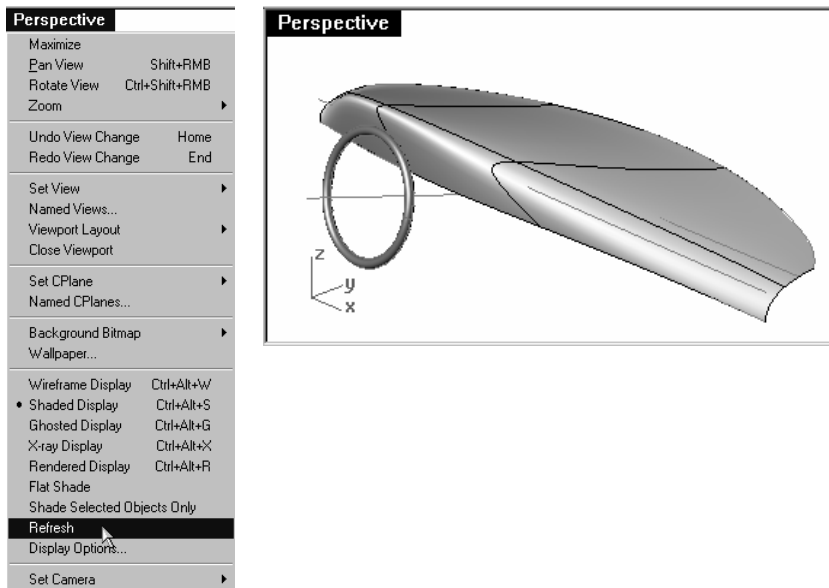 Perspective
Maximize
Pan View Shift+RMB
Rotate View Ctrl+Shift+RMB
Zoom
Undo View Change Home
Redo View Change End
Set View
Named Views...
Viewport Layout
Close Viewport
Set CPlane
Named CPlanes...
Background Bitmap
Wallpaper...
Wireframe Display Ctrl+Alt+W
Shaded Display Ctrl+Alt+S
Ghosted Display Ctrl+Alt+G
X-ray Display Ctrl+Alt+X
Rendered Display Ctrl+Alt+R
Flat Shade
Shade Selected Objects Only
Refresh
Display Options...
Set Camera
Perspective
z
y
x